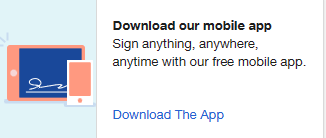 Download our mobile app
Sign anything, anywhere,
anytime with our free mobile app.
Download The App